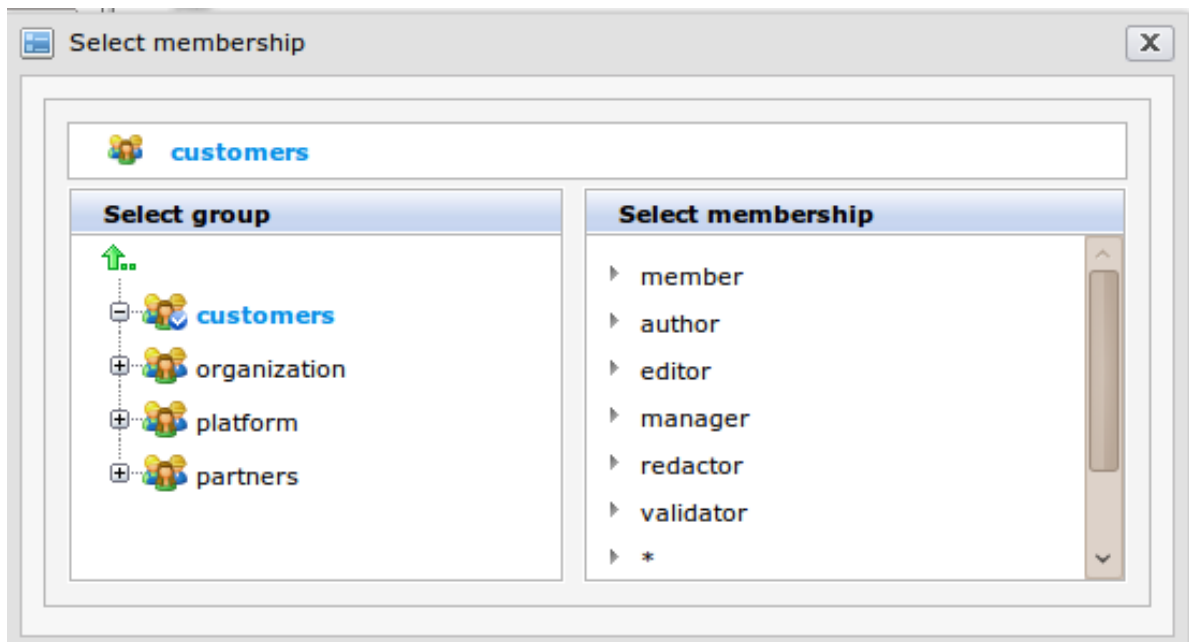 Select membership
X
customers
Select group
customers
organization
platform
partners
Select membership
member
author
editor
manager
redactor
validator
*